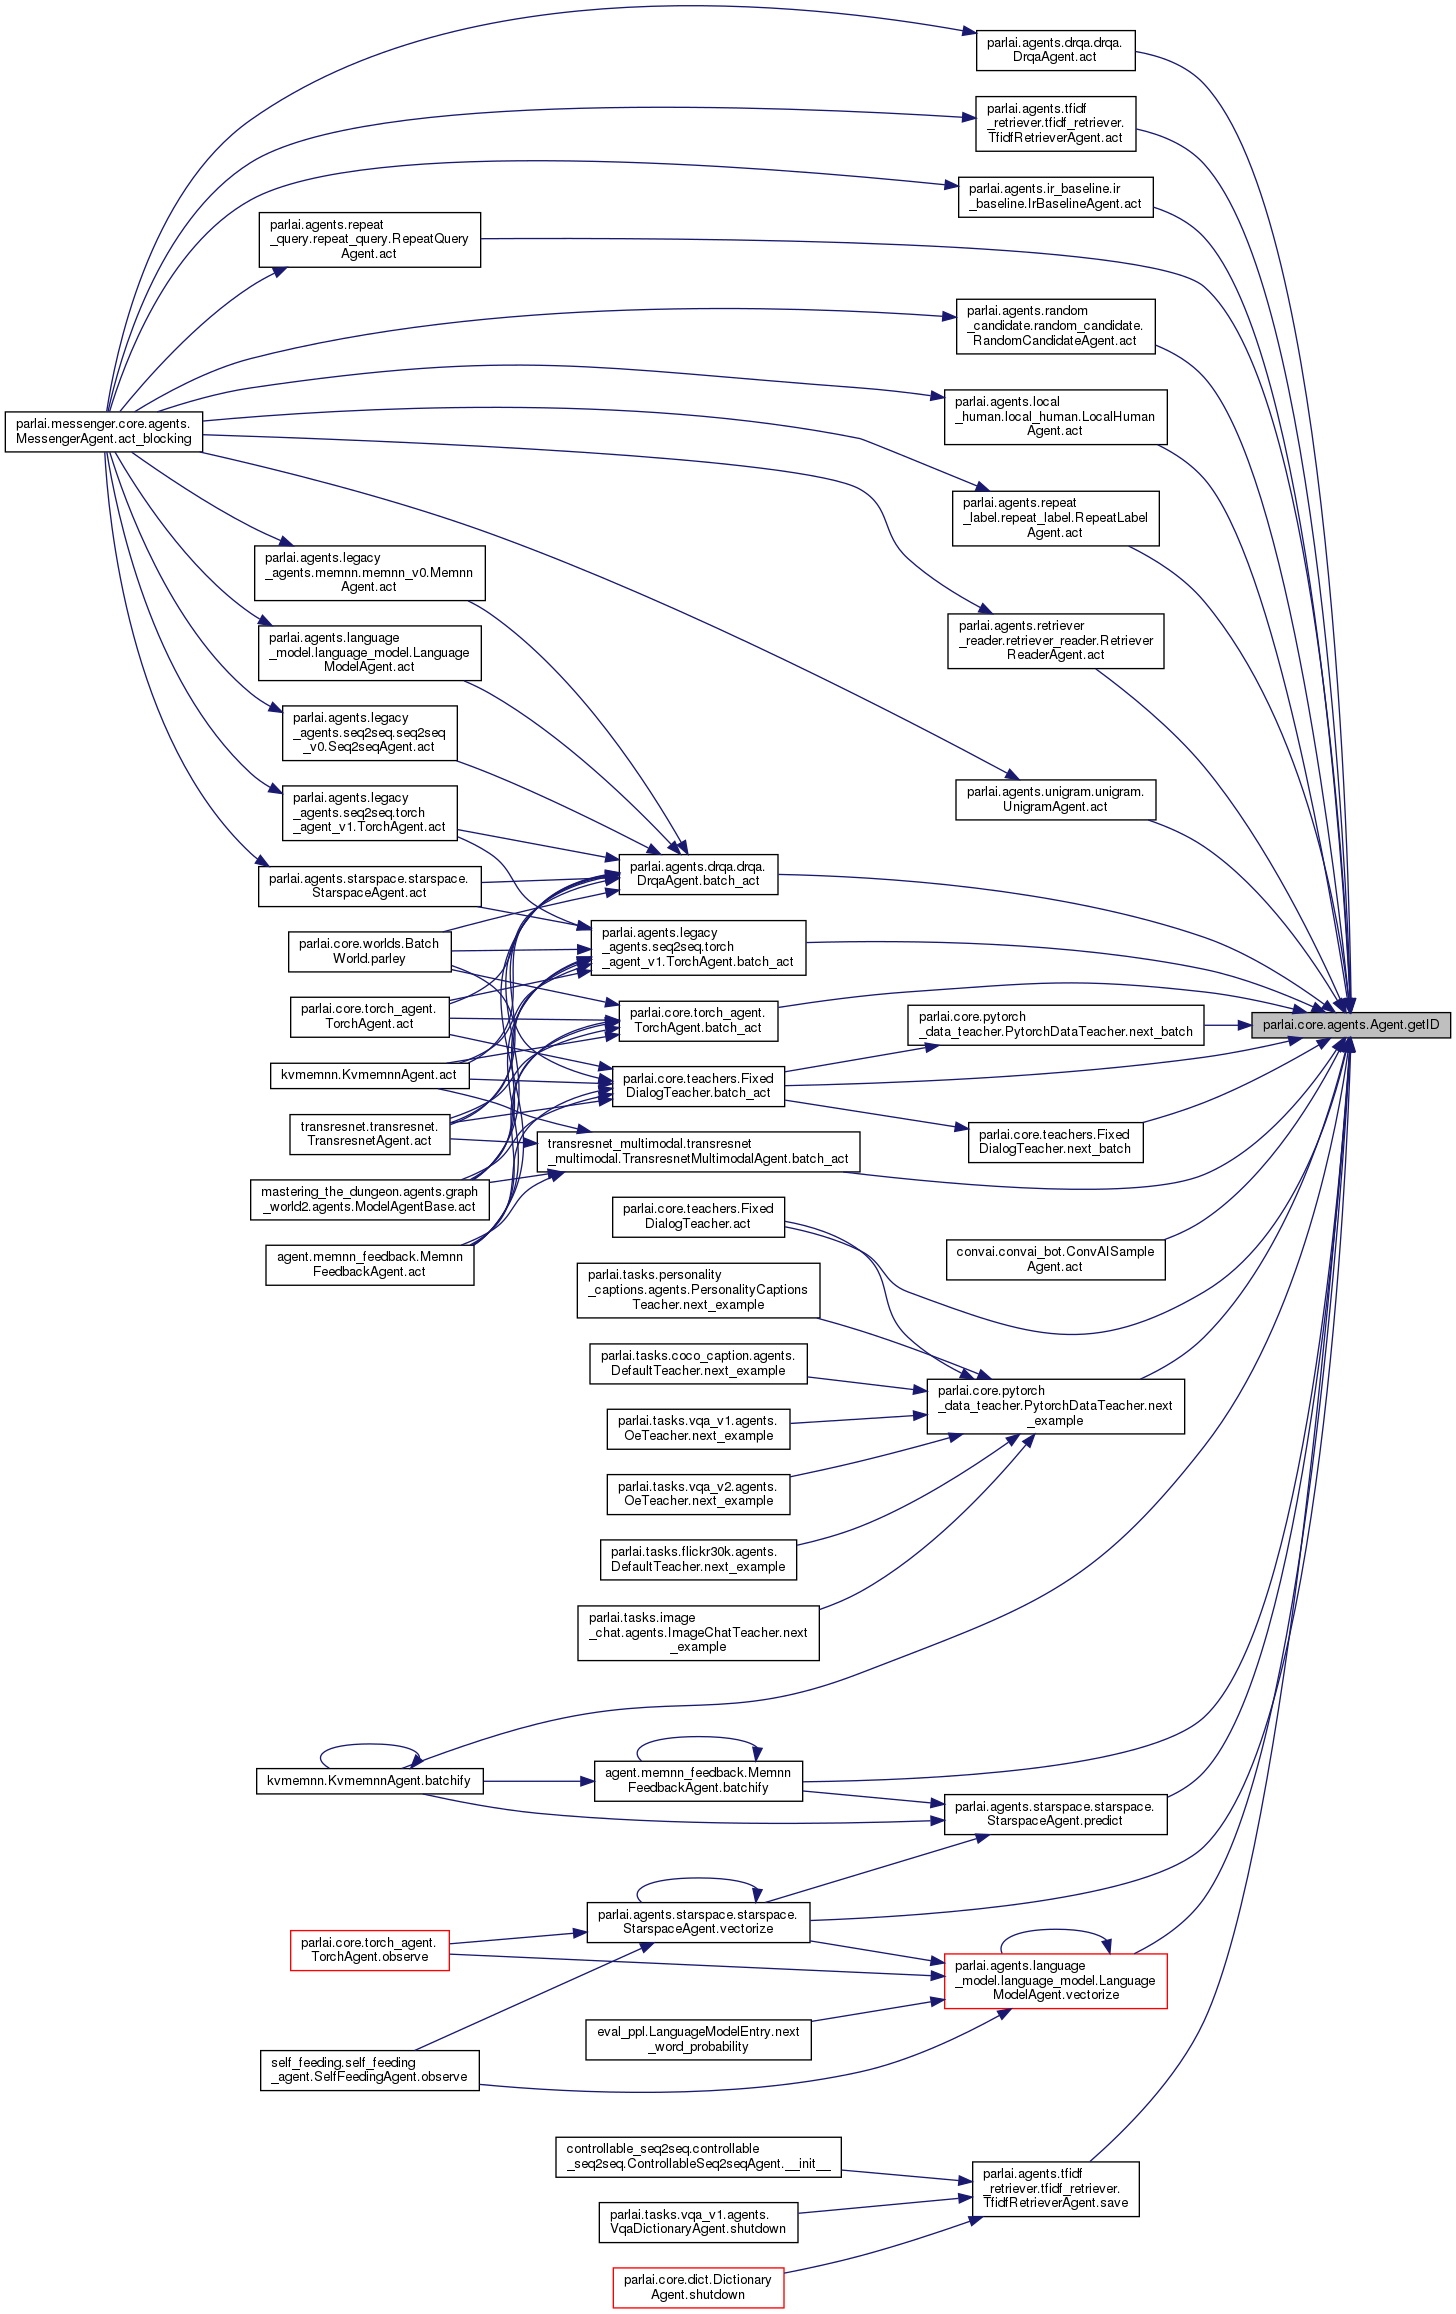 parlai.agents.drqa.drqa.
DrqaAgent.act
parlai.agents.tfidf
_retriever.tfidf_retriever.
TfidfRetrieverAgent.act
parlai.agents.ir_baseline.ir
_baseline.IrBaselineAgent.act
parlai.agents.repeat
_query.repeat_query.RepeatQuery
Agent.act
parlai.agents.random
_candidate.random_candidate.
RandomCandidateAgent.act
parlai.agents.local
_human.local_human.LocalHuman
Agent.act
parlai.messenger.core.agents.
MessengerAgent.act_blocking
parlai.agents.repeat
_label.repeat_label.RepeatLabel
Agent.act
parlai.agents.legacy
_agents.memnn.memnn_v0.Memnn
Agent.act
parlai.agents.retriever
_reader.retriever_reader.Retriever
ReaderAgent.act
parlai.agents.language
_model.language_model.Language
ModelAgent.act
parlai.agents.legacy
_agents.seq2seq.seq2seq
_v0.Seq2seqAgent.act
parlai.agents.unigram.unigram.
UnigramAgent.act
parlai.agents.legacy
_agents.seq2seq.torch
_agent_v1.TorchAgent.act
parlai.agents.drqa.drqa.
DrqaAgent.batch_act
parlai.agents.starspace.starspace.
StarspaceAgent.act
parlai.agents.legacy
_agents.seq2seq.torch
_agent_v1.TorchAgent.batch_act
parlai.core.worlds.Batch
World.parley
parlai.core.torch_agent.
TorchAgent.act
parlai.core.torch_agent.
TorchAgent.batch_act
parlai.core.pytorch
_data_teacher.PytorchDataTeacher.next_batch
parlai.core.agents.Agent.getID
kvmemnn.KvmemnnAgent.act
parlai.core.teachers.Fixed
DialogTeacher.batch_act
transresnet.transresnet.
TransresnetAgent.act
transresnet_multimodal.transresnet
_multimodal.TransresnetMultimodalAgent.batch_act
parlai.core.teachers.Fixed
DialogTeacher.next_batch
mastering_the_dungeon.agents.graph
_world2.agents.ModelAgentBase.act
parlai.core.teachers.Fixed
DialogTeacher.act
agent.memnn_feedback.Memnn
FeedbackAgent.act
convai.convai_bot.ConvAISample
Agent.act
parlai.tasks.personality
_captions.agents.PersonalityCaptions
Teacher.next_example
parlai.tasks.coco_caption.agents.
DefaultTeacher.next_example
parlai.core.pytorch
_data_teacher.PytorchDataTeacher.next
_example
parlai.tasks.vqa_v1.agents.
OeTeacher.next_example
parlai.tasks.vqa_v2.agents.
OeTeacher.next_example
parlai.tasks.flickr30k.agents.
DefaultTeacher.next_example
parlai.tasks.image
_chat.agents.ImageChatTeacher.next
_example
kvmemnn.KvmemnnAgent.batchify
agent.memnn_feedback.Memnn
FeedbackAgent.batchify
parlai.agents.starspace.starspace.
StarspaceAgent.predict
parlai.agents.starspace.starspace.
StarspaceAgent.vectorize
parlai.core.torch_agent.
TorchAgent.observe
parlai.agents.language
_model.language_model.Language
ModelAgent.vectorize
eval_ppl.LanguageModelEntry.next
_word_probability
self_feeding.self_feeding
_agent.SelfFeedingAgent.observe
controllable_seq2seq.controllable
_seq2seq.ControllableSeq2seqAgent.__init__
parlai.agents.tfidf
_retriever.tfidf_retriever.
TfidfRetrieverAgent.save
parlai.tasks.vqa_v1.agents.
VqaDictionaryAgent.shutdown
parlai.core.dict.Dictionary
Agent.shutdown